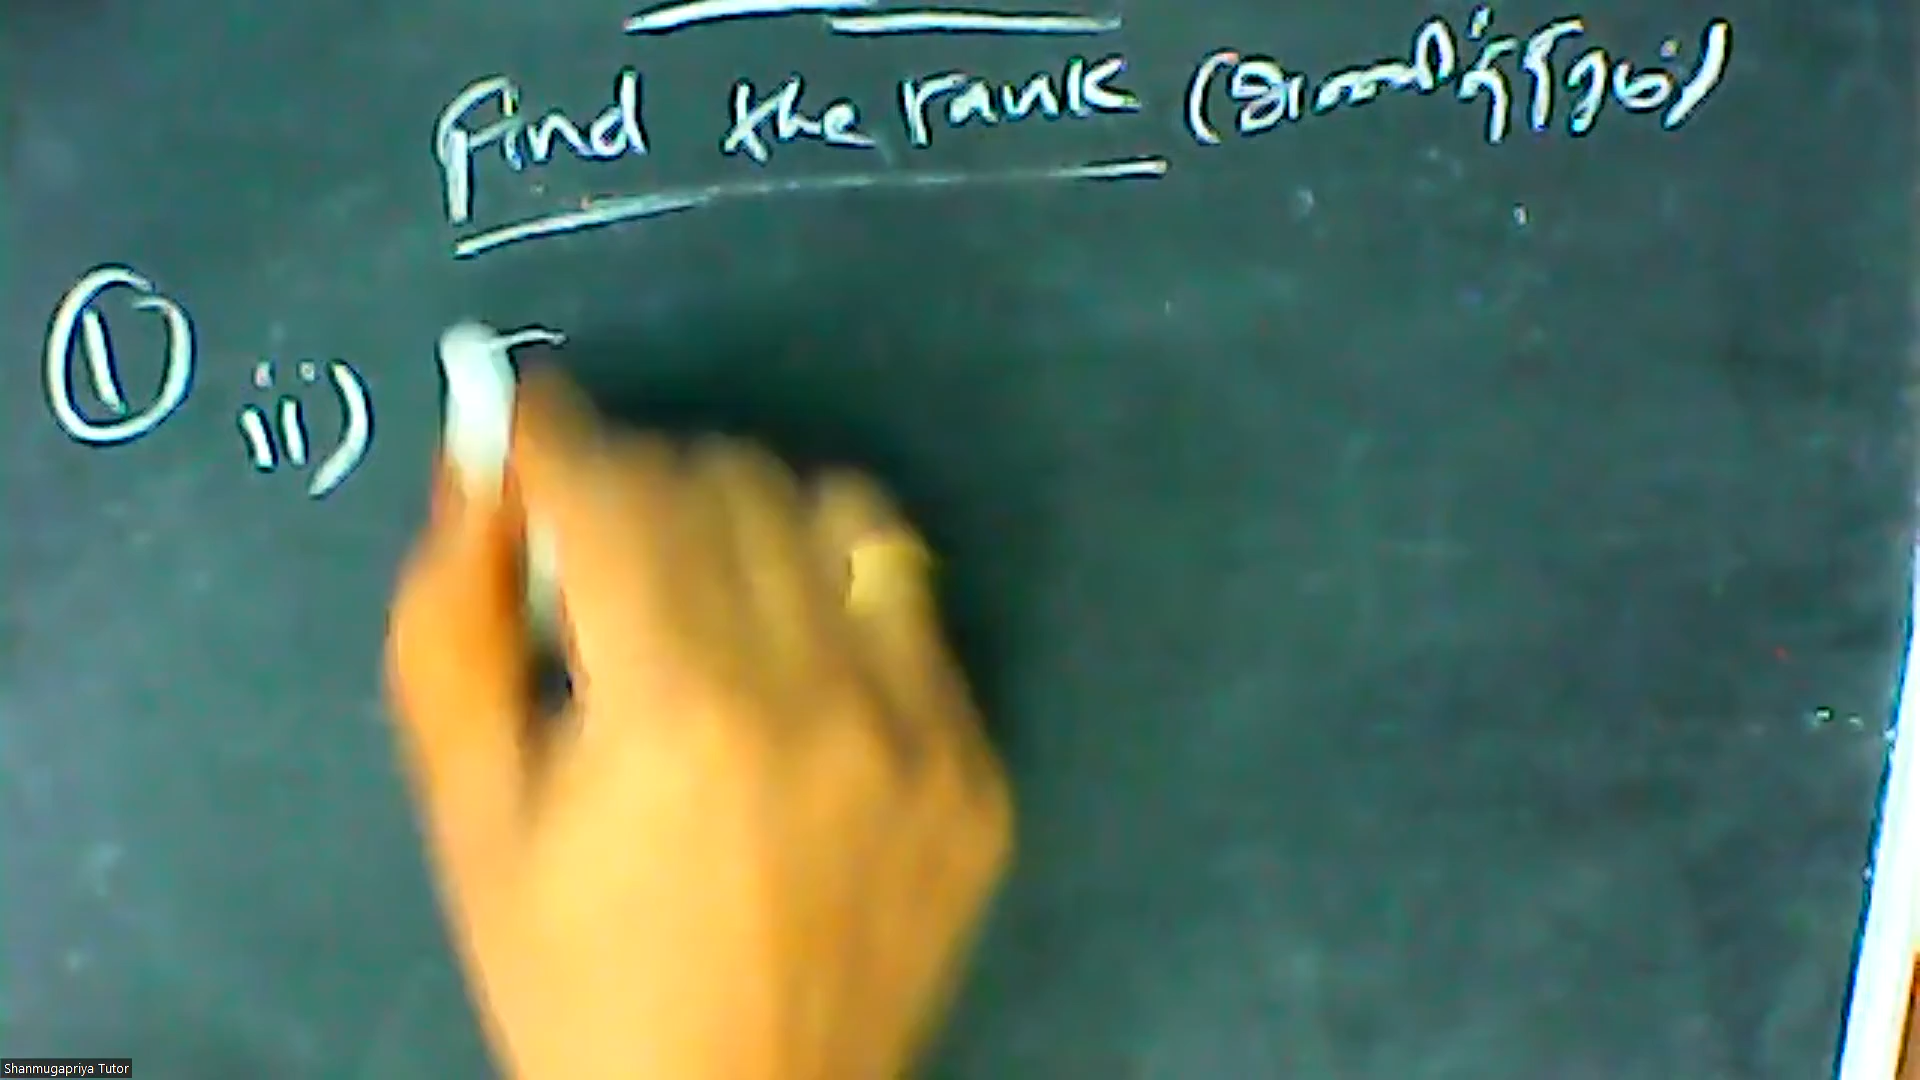 Find the rank (அணித்தரம்)
① ii)
Shanmugapriya Tutor